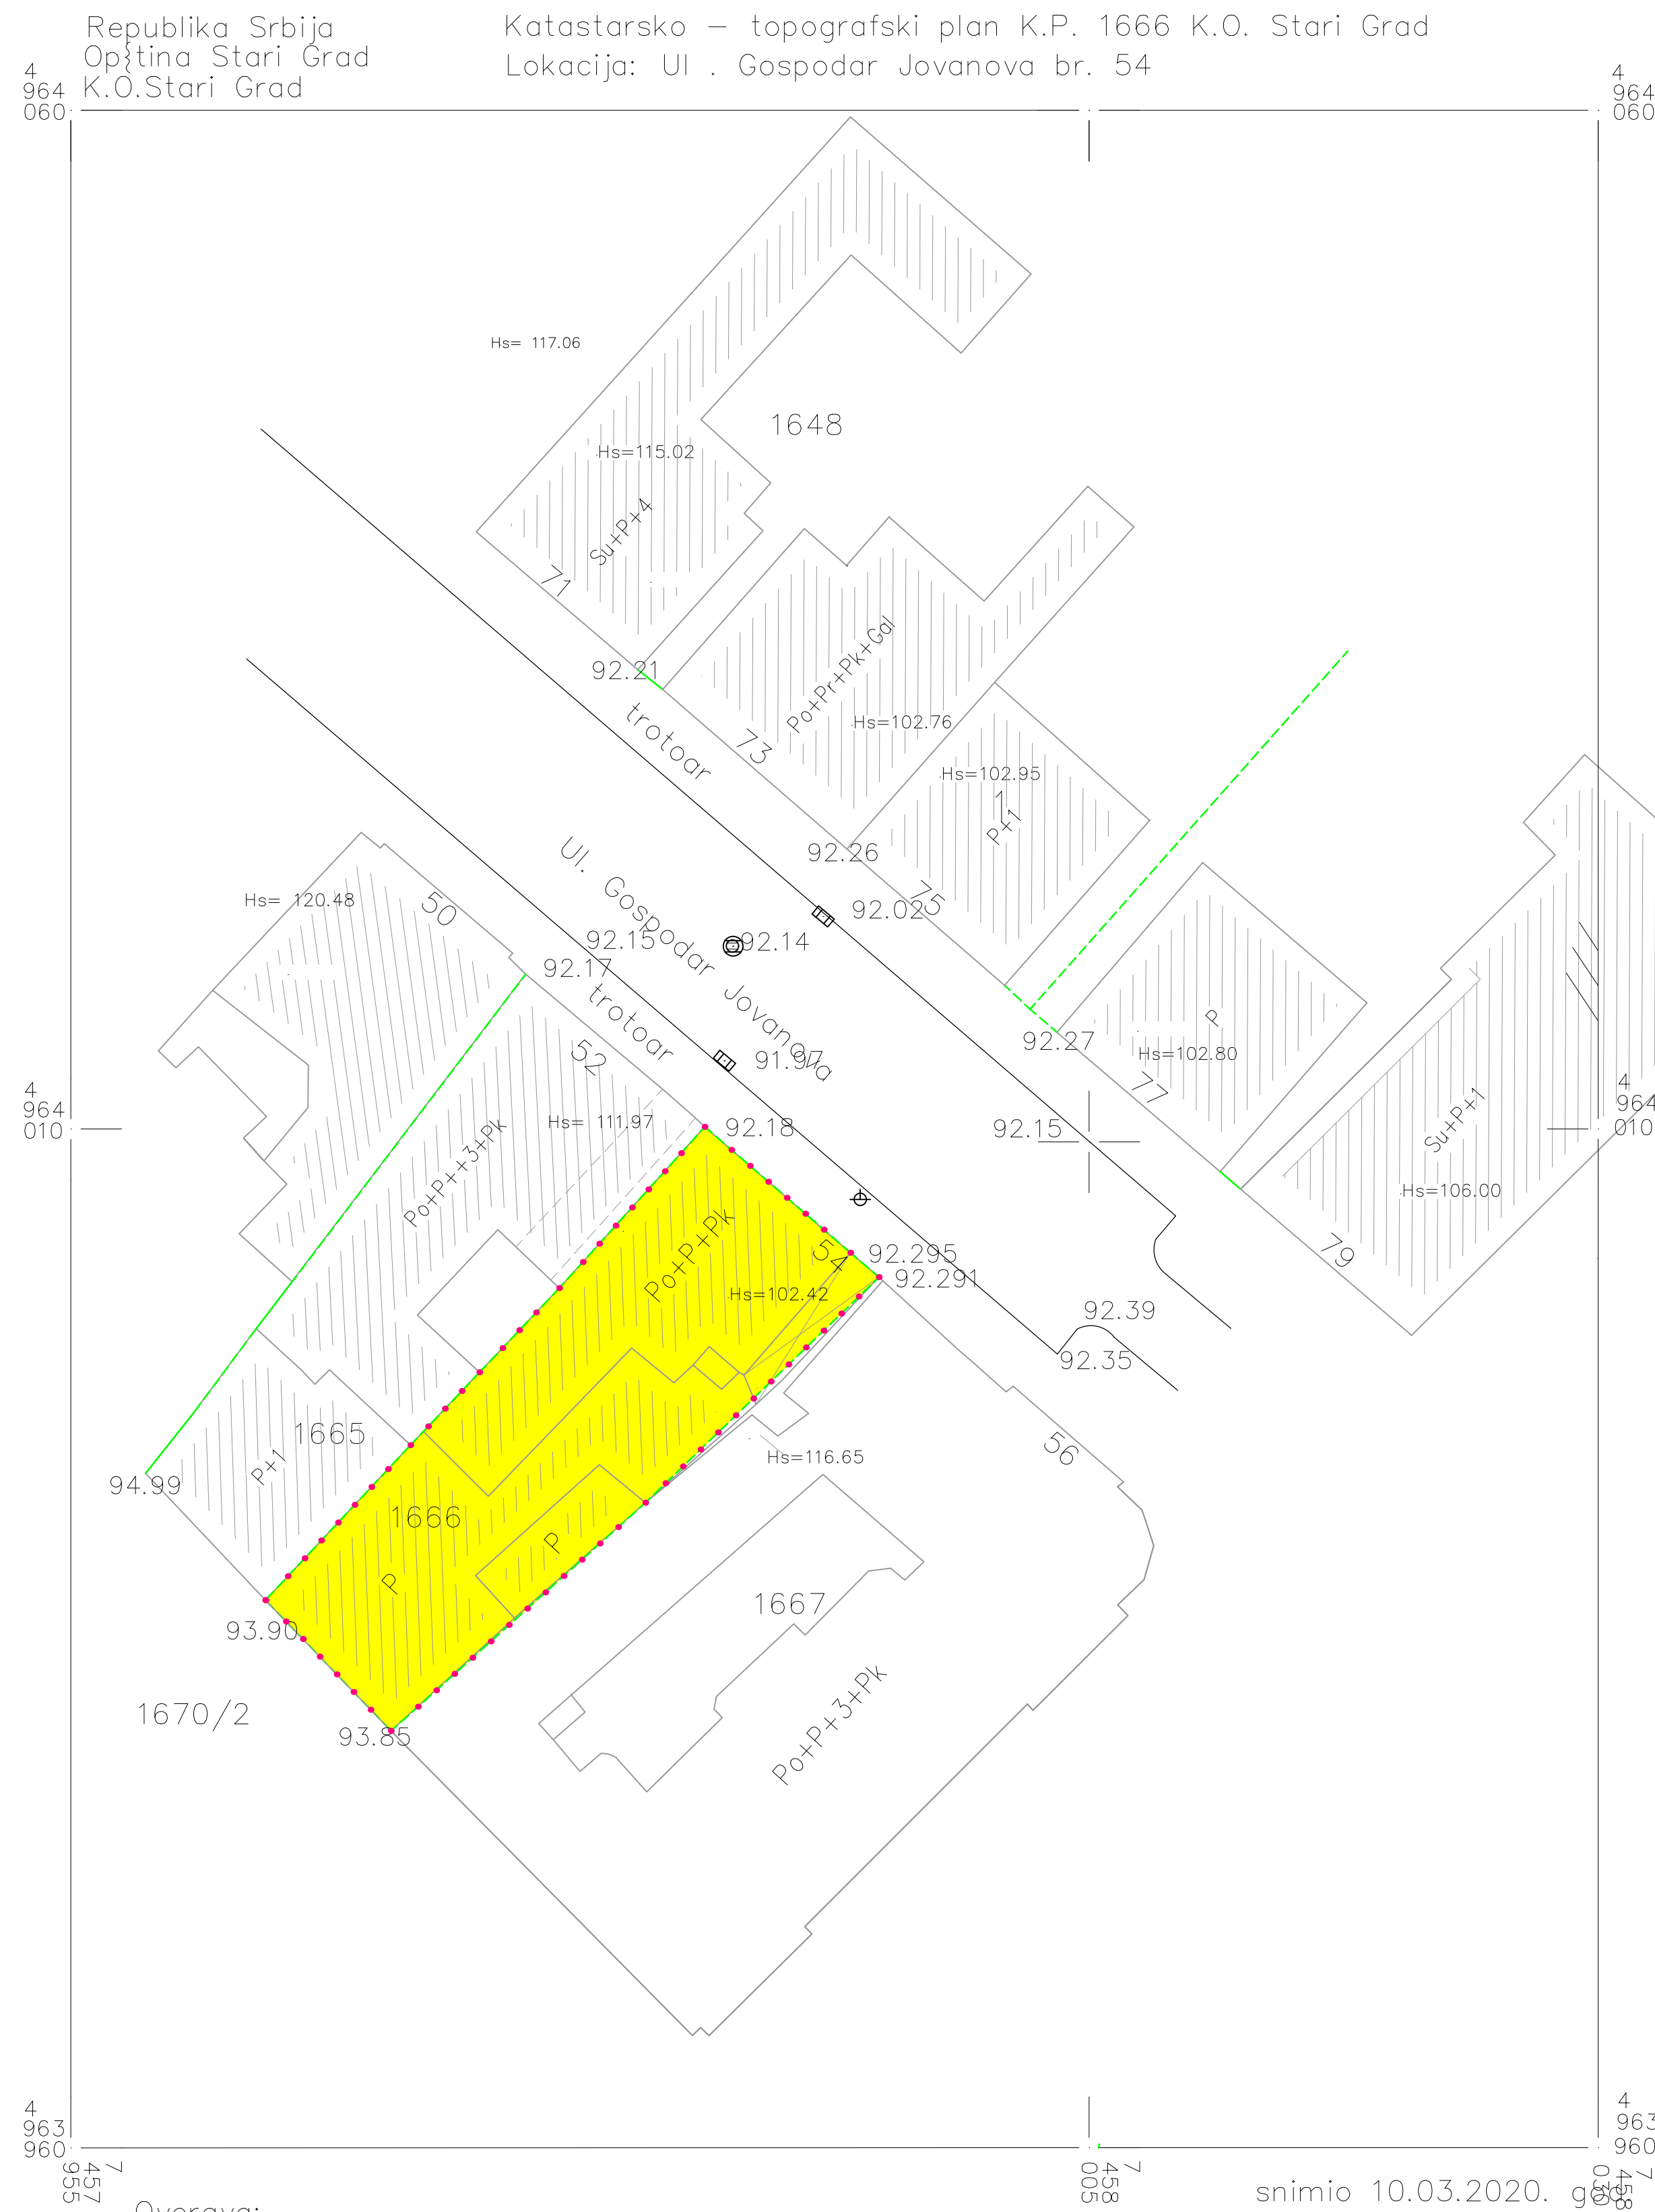 Republika Srbija
Op{tina Stari Grad
K.O.Stari Grad
Katastarsko – topografski plan K.P. 1666 K.O. Stari Grad
Lokacija: Ul . Gospodar Jovanova br. 54
4
964
060
4
964
060
Hs= 117.06
1648
Hs=115.02
Su+P+4
71
92.21
trotoar
Po+Pr+Pk+Gal
73
Hs=102.76
Hs=102.95
1
P+1
92.26
75
92.02
Hs= 120.48
50
Ul. Gospodar Jovanova
92.15
92.14
92.17
trotoar
52
91.97
92.27
P
Hs=102.80
77
4
964
010
4
964
010
92.15
Su+P+1
Hs=106.00
79
Hs= 111.97
92.18
Po+P++3+Pk
Po+P+Pk
54
92.295
92.291
Hs=102.42
92.39
92.35
1665
P+1
94.99
56
Hs=116.65
1666
P
P
93.90
1667
1670/2
93.85
Po+P+3+Pk
4
963
960
4
963
960
7
457
955
7
458
005
7
458
030
snimio 10.03.2020. god.
Overava: